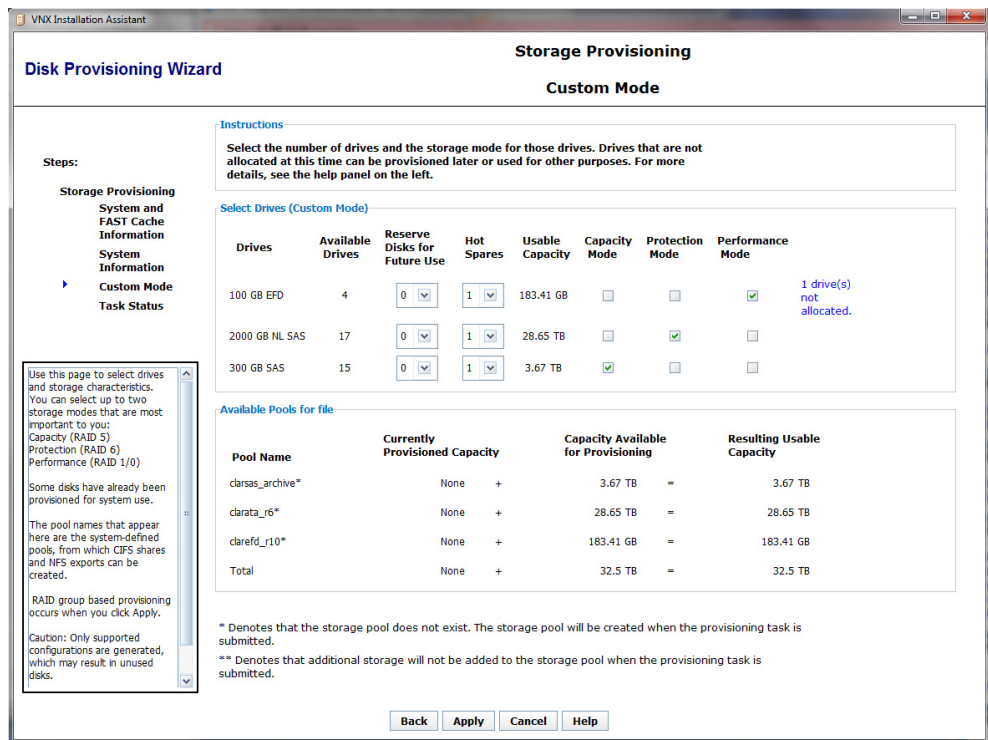 VNX Installation Assistant
Disk Provisioning Wizard
Storage Provisioning
Custom Mode
Steps:
Storage Provisioning
System and
FAST Cache
Information
System
Information
Custom Mode
Task Status
Use this page to select drives
and storage characteristics.
You can select up to two
storage modes that are most
important to you:
Capacity (RAID 5)
Protection (RAID 6)
Performance (RAID 1/0)
Some disks have already been
provisioned for system use.
The pool names that appear
here are the system-defined
pools, from which CIFS shares
and NFS exports can be
created.
RAID group based provisioning
occurs when you click Apply.
Caution: Only supported
configurations are generated,
which may result in unused
disks.
Instructions
Select the number of drives and the storage mode for those drives. Drives that are not
allocated at this time can be provisioned later or used for other purposes. For more
details, see the help panel on the left.
Select Drives (Custom Mode)
Drives Available Drives Reserve Disks for Future Use Hot Spares Usable Capacity Capacity Mode Protection Mode Performance Mode
100 GB EFD 4 0 1 183.41 GB
1 drive(s)
not
allocated.
2000 GB NL SAS 17 0 1 28.65 TB
300 GB SAS 15 0 1 3.67 TB
Available Pools for file
Pool Name Currently Provisioned Capacity Capacity Available for Provisioning Resulting Usable Capacity
clarsas_archive* None + 3.67 TB = 3.67 TB
clarata_r6* None + 28.65 TB = 28.65 TB
clarefd_r10* None + 183.41 GB = 183.41 GB
Total None + 32.5 TB = 32.5 TB
* Denotes that the storage pool does not exist. The storage pool will be created when the provisioning task is
submitted.
** Denotes that additional storage will not be added to the storage pool when the provisioning task is
submitted.
Back Apply Cancel Help